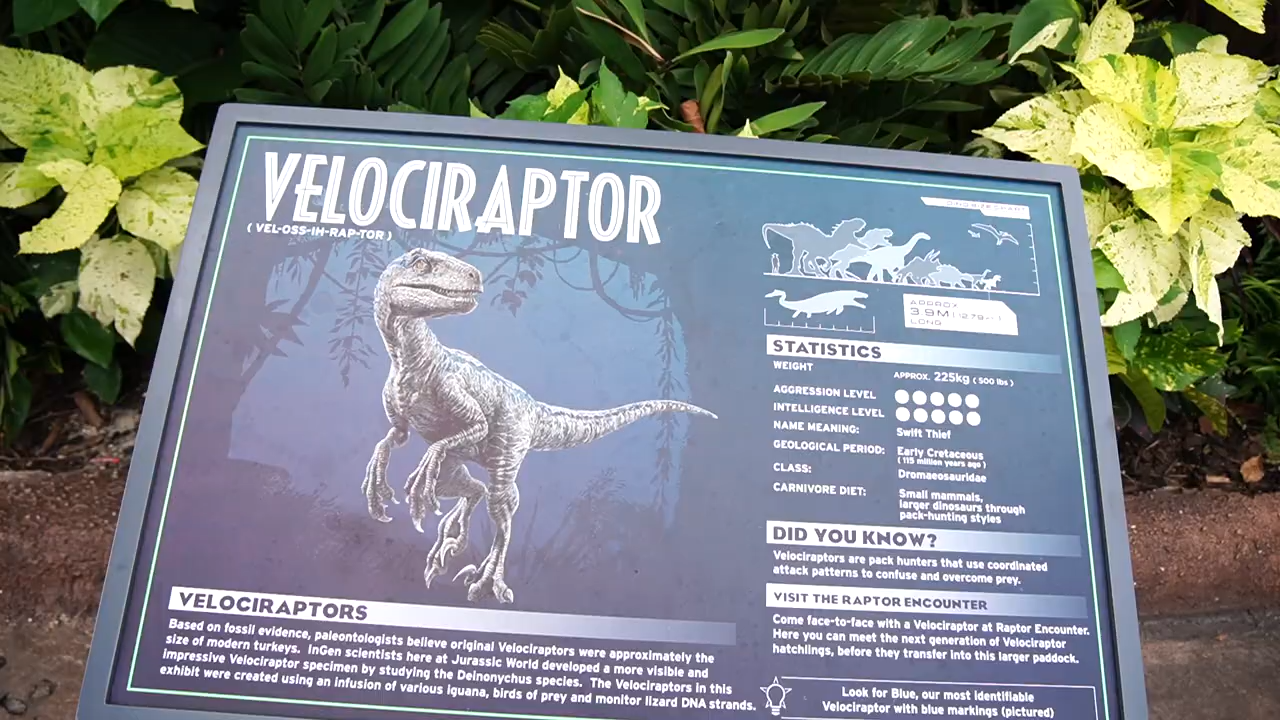 VELOCIRAPTOR
( VEL-OSS-IH-RAP-TOR )
VELOCIRAPTORS
Based on fossil evidence, paleontologists believe original Velociraptors were approximately the
size of modern turkeys. InGen scientists here at Jurassic World developed a more visible and
impressive Velociraptor specimen by studying the Deinonychus species. The Velociraptors in this
exhibit were created using an infusion of various iguana, birds of prey and monitor lizard DNA strands.
DINO SIZE CHART
APPROX
3.9M
LONG
STATISTICS
WEIGHT APPROX. 225kg ( 500 lbs )
AGGRESSION LEVEL
INTELLIGENCE LEVEL
NAME MEANING: Swift Thief
GEOLOGICAL PERIOD: Early Cretaceous
( 115 million years ago )
CLASS: Dromaeosauridae
CARNIVORE DIET: Small mammals,
larger dinosaurs through
pack-hunting styles
DID YOU KNOW?
Velociraptors are pack hunters that use coordinated
attack patterns to confuse and overcome prey.
VISIT THE RAPTOR ENCOUNTER
Come face-to-face with a Velociraptor at Raptor Encounter.
Here you can meet the next generation of Velociraptor
hatchlings, before they transfer into this larger paddock.
Look for Blue, our most identifiable
Velociraptor with blue markings (pictured)